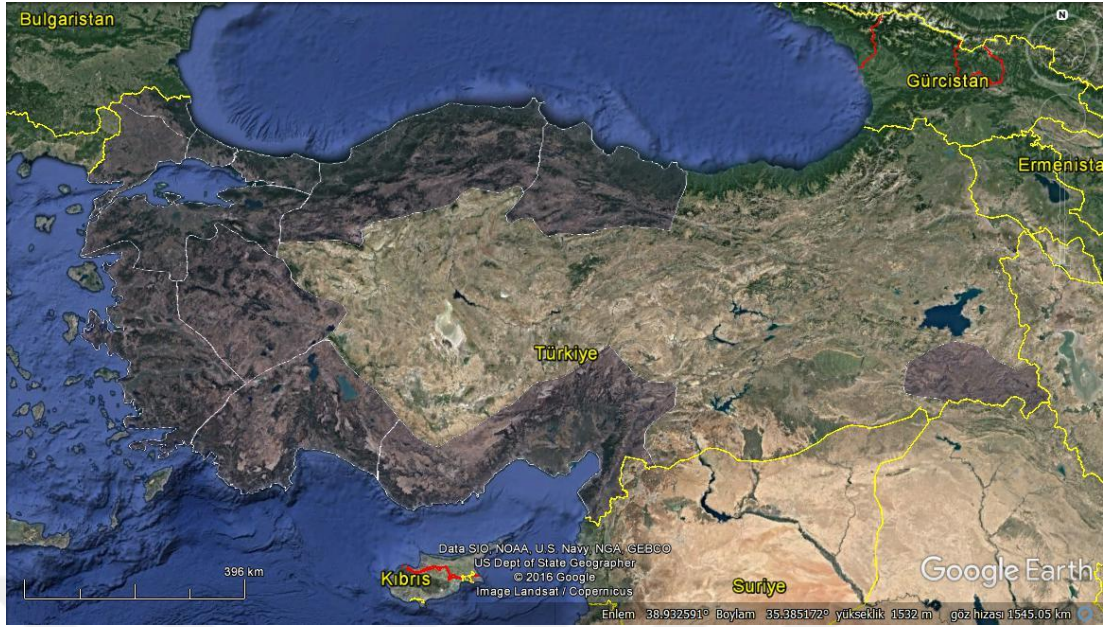 Bulgaristan
N
Gürcistan
Ermenista
Türkiye
396 km
Kıbrıs
Data SIO, NOAA, U.S. Navy, NGA, GEBCO
US Dept of State Geographer
© 2016 Google
Image Landsat / Copernicus
Suriye
Google Earth
Enlem 38.932591° Boylam 35.385172° yükseklik 1532 m göz hizası 1545.05 km